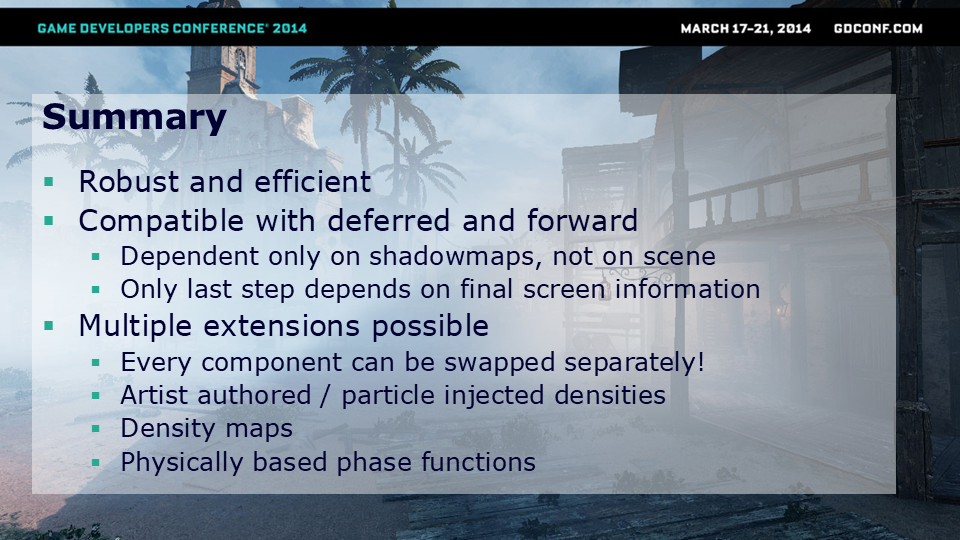 GAME DEVELOPERS CONFERENCE® 2014
MARCH 17–21, 2014 GDCONF.COM
Summary
▪ Robust and efficient
▪ Compatible with deferred and forward
▪ Dependent only on shadowmaps, not on scene
▪ Only last step depends on final screen information
▪ Multiple extensions possible
▪ Every component can be swapped separately!
▪ Artist authored / particle injected densities
▪ Density maps
▪ Physically based phase functions